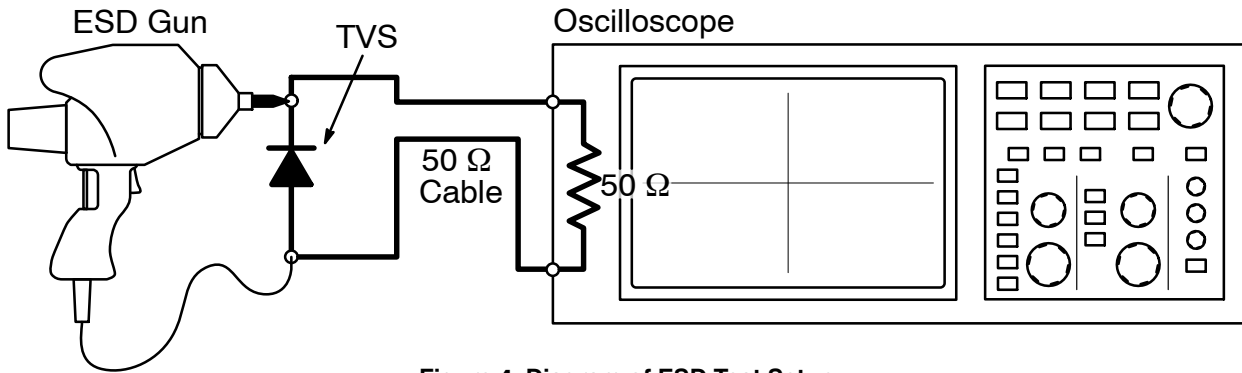 ESD Gun
TVS
Oscilloscope
50 Ω
Cable
50 Ω